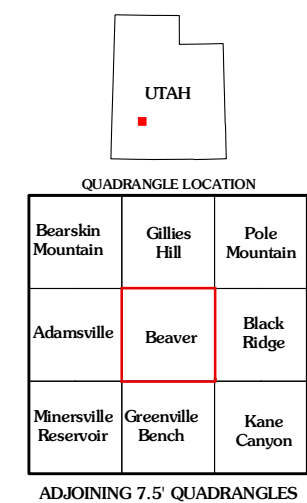 UTAH
QUADRANGLE LOCATION
Bearskin
Mountain
Gillies
Hill
Pole
Mountain
Adamsville
Beaver
Black
Ridge
Minersville
Reservoir
Greenville
Bench
Kane
Canyon
ADJOINING 7.5' QUADRANGLES